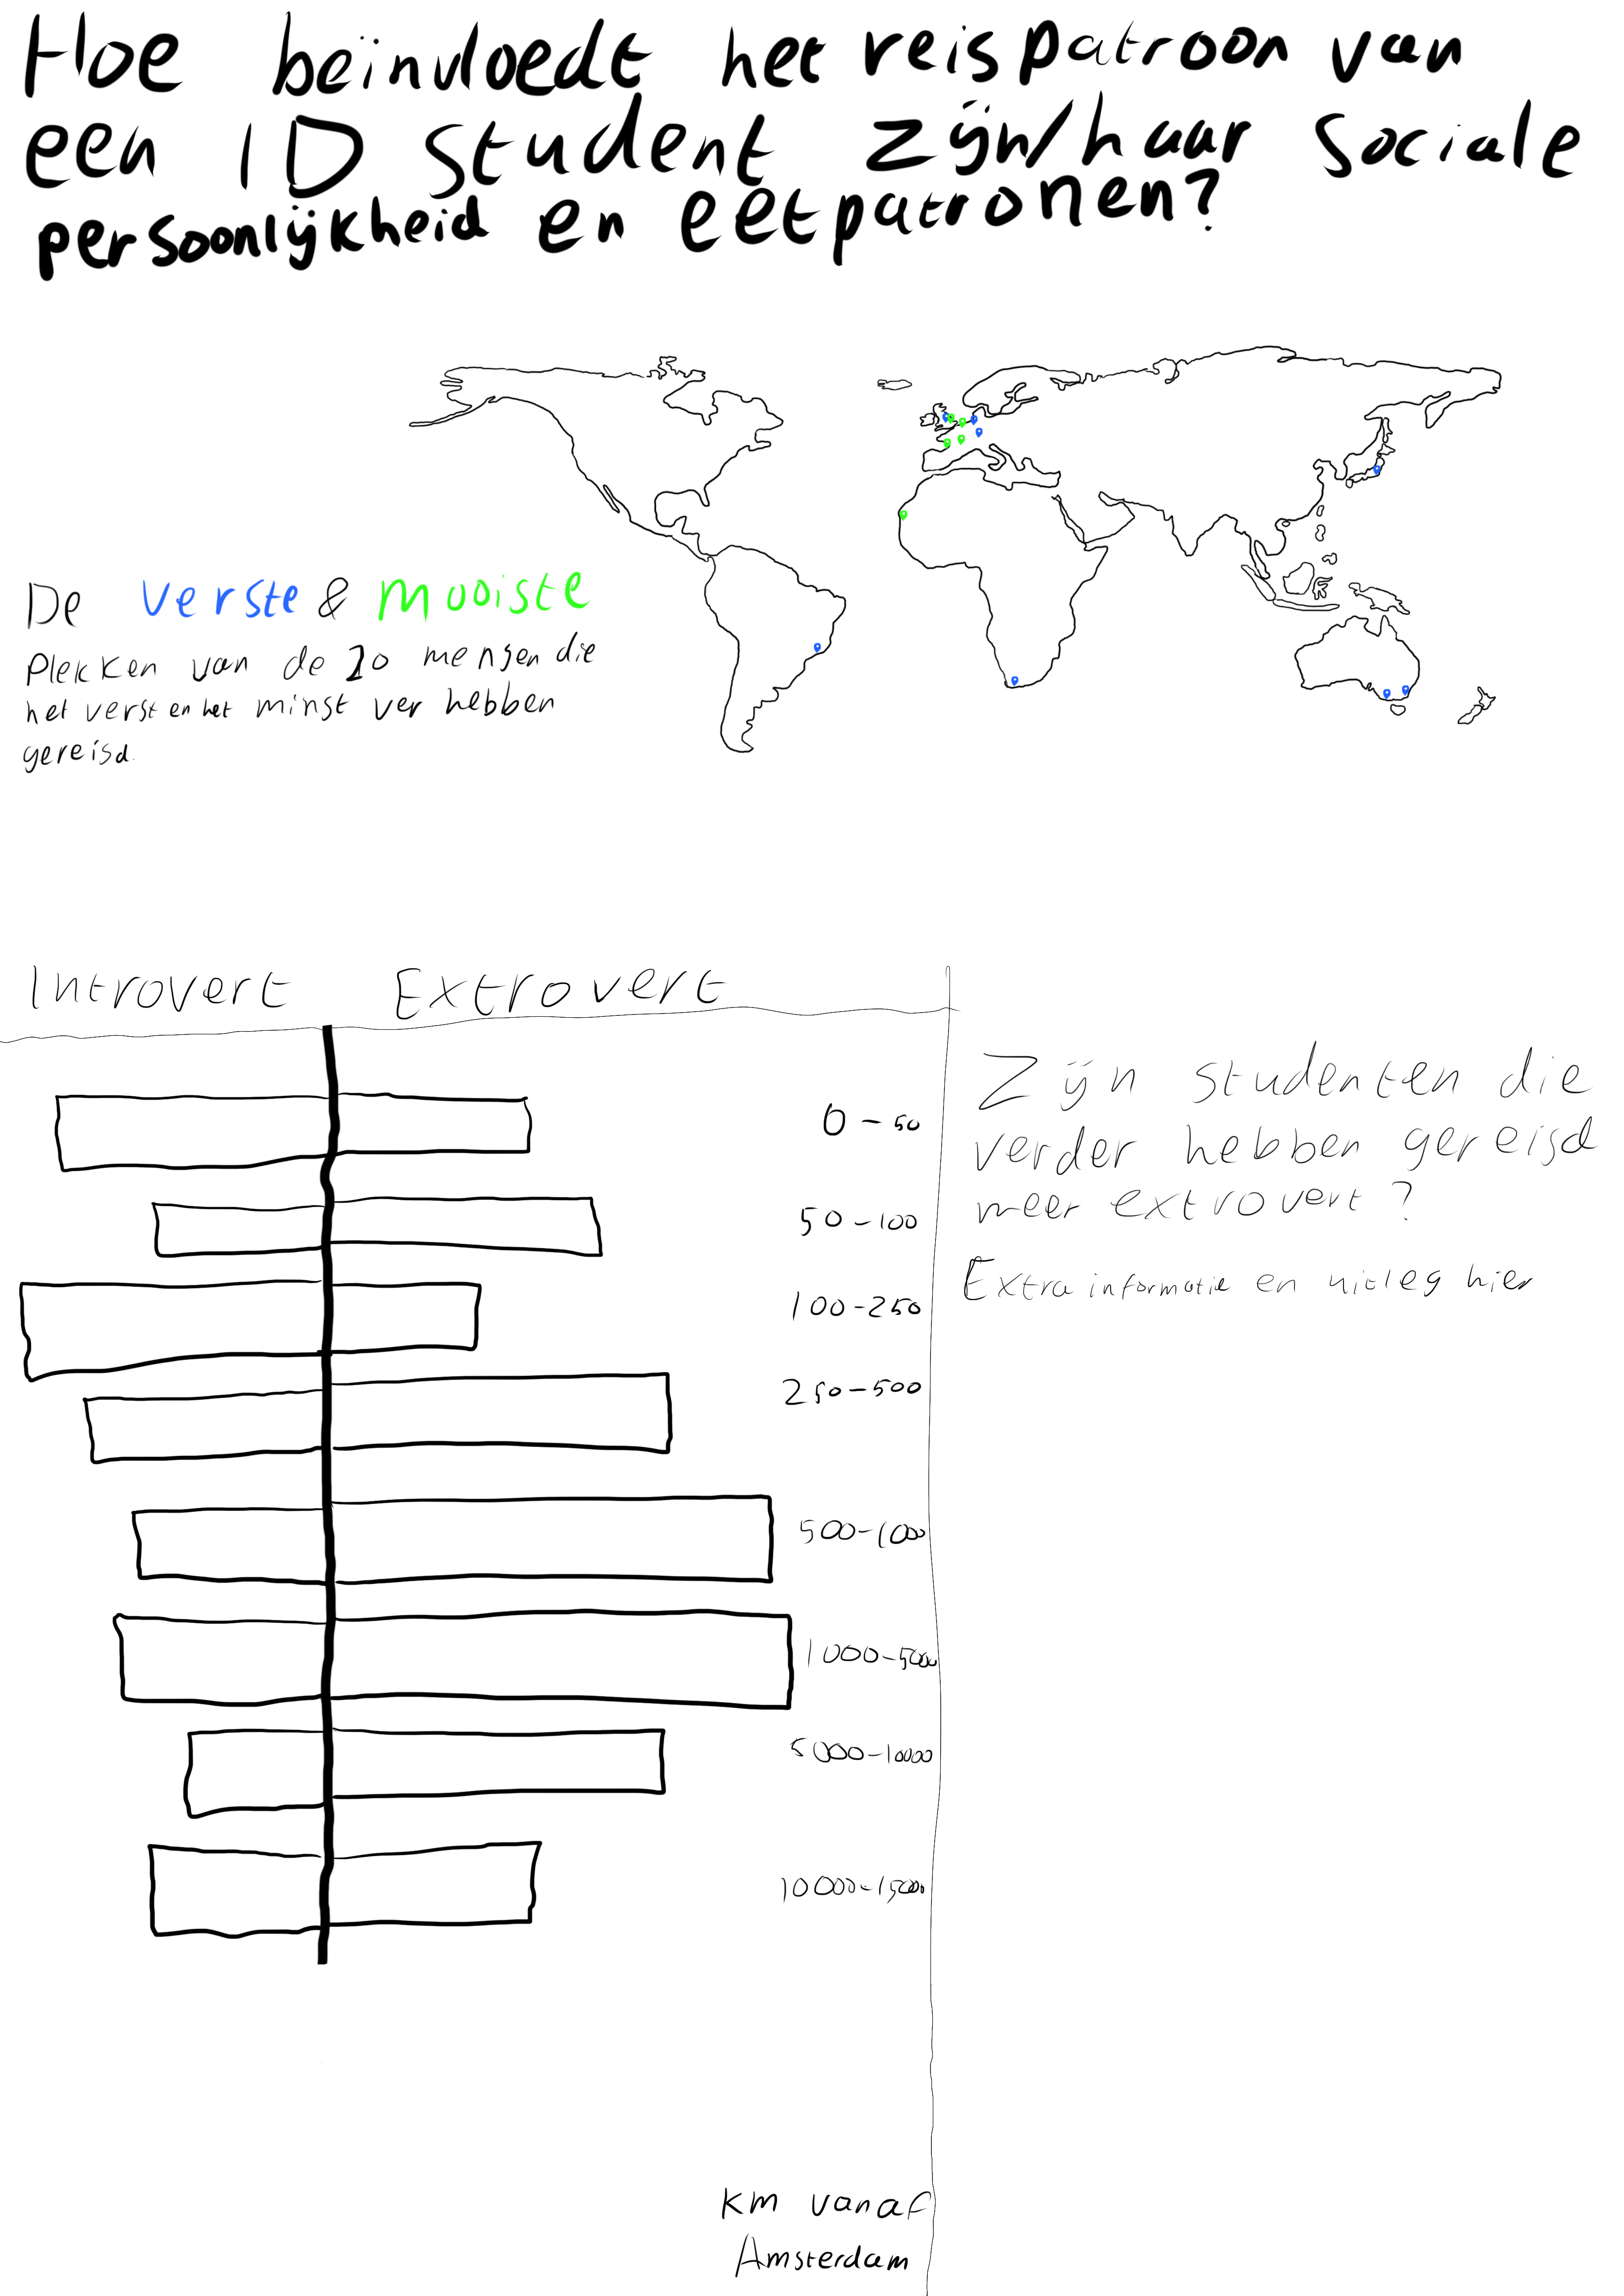 Hoe beïnvloedt het reispatroon van
een ID student zijn/haar sociale
persoonlijkheid en eetpatronen?
De verste & mooiste
Plekken van de 20 mensen die
het verst en het minst ver hebben
gereisd.
Introvert Extrovert
0-50
50-100
100-250
250-500
500-1000
1000-5000
5000-10000
10000-15000
km vanaf
Amsterdam
Zijn studenten die
verder hebben gereisd
meer extrovert?
Extra informatie en uitleg hier